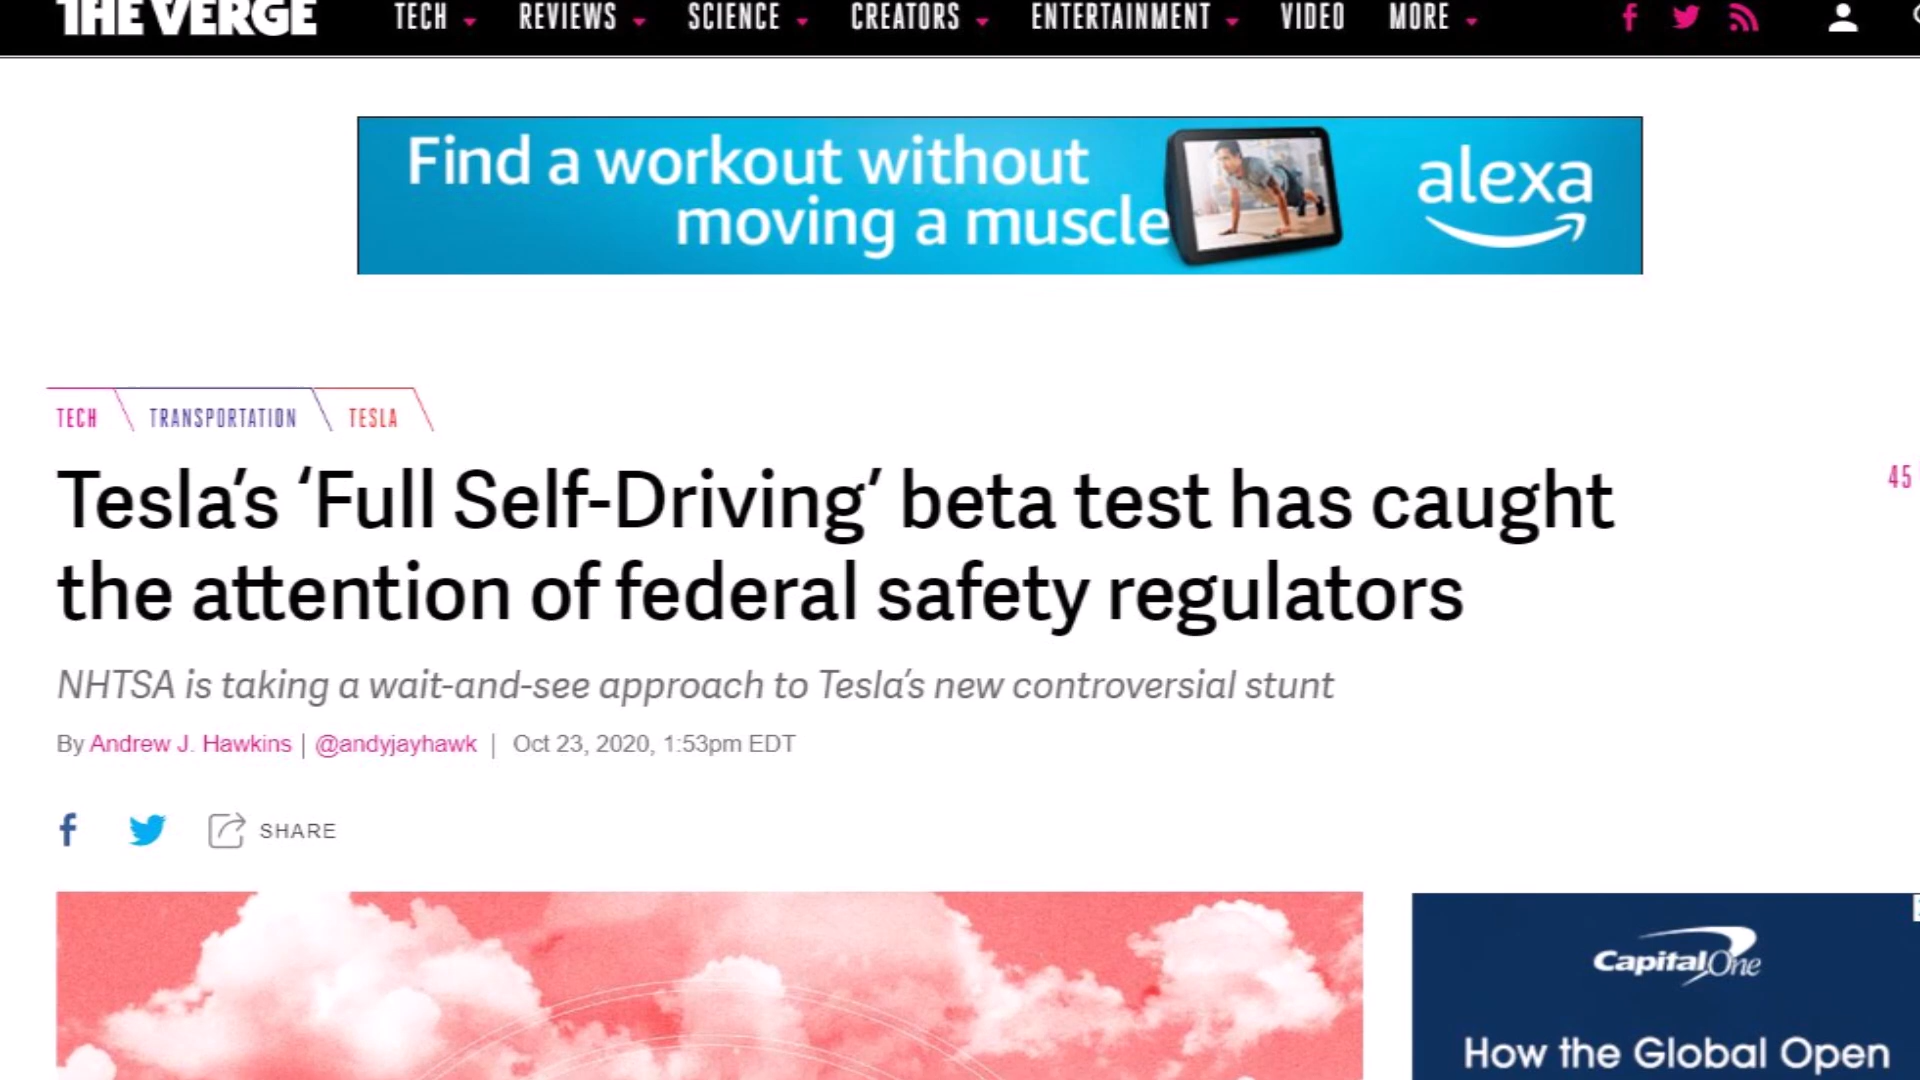 THE VERGE
TECH REVIEWS SCIENCE CREATORS ENTERTAINMENT VIDEO MORE
Find a workout without
moving a muscle
alexa
TECH TRANSPORTATION TESLA
45
Tesla's ‘Full Self-Driving’ beta test has caught
the attention of federal safety regulators
NHTSA is taking a wait-and-see approach to Tesla's new controversial stunt
By Andrew J. Hawkins | @andyjayhawk | Oct 23, 2020, 1:53pm EDT
SHARE
Capital One
How the Global Open